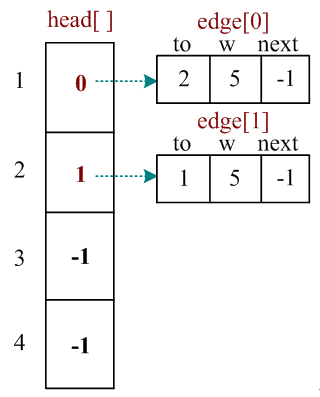 head[ ]
edge[0]
to w next
1 0 2 5 -1
edge[1]
to w next
2 1 1 5 -1
3 -1
4 -1